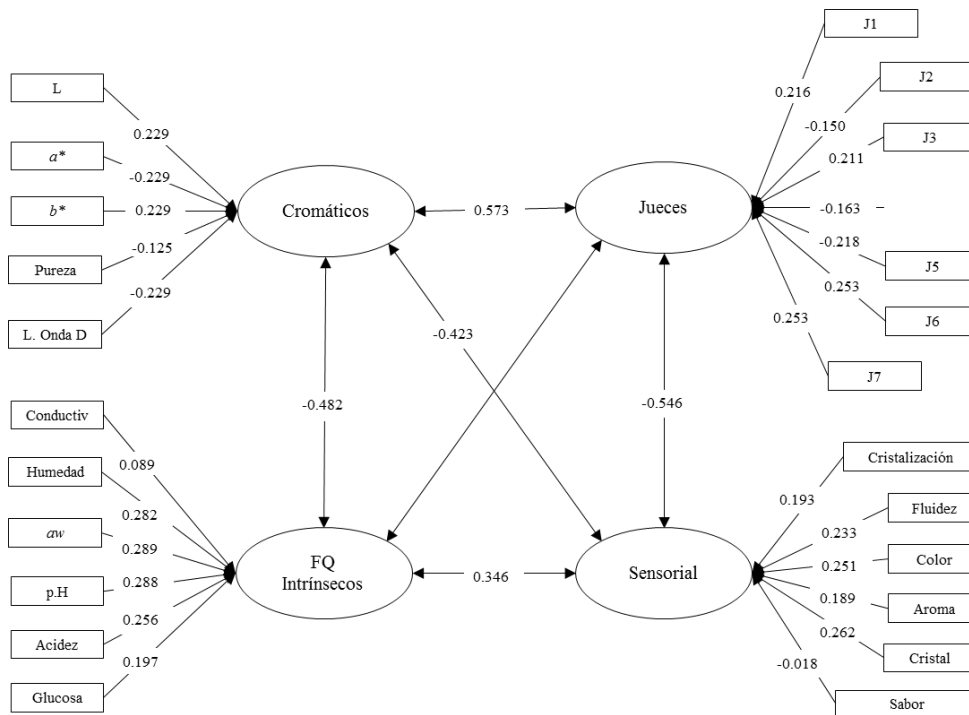 J1
L
J2
0.216
-0.150
J3
0.229
0.211
a*
-0.229
b*
0.229
Cromáticos
0.573
Jueces
-0.163
-0.125
-0.218
Pureza
J5
-0.229
0.253
J6
L. Onda D
0.253
-0.423
J7
-0.482
-0.546
Conductiv
0.089
Cristalización
Humedad
0.193
0.282
Fluidez
aw
0.233
0.289
0.251
Color
FQ
Intrínsecos
0.346
Sensorial
p.H
0.288
0.189
Aroma
0.256
0.262
Acidez
Cristal
0.197
-0.018
Glucosa
Sabor